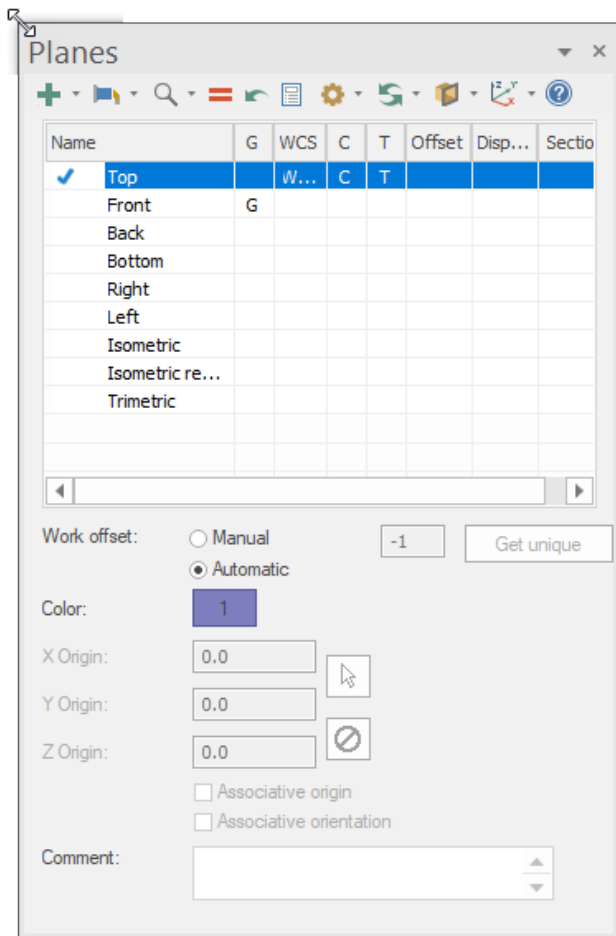 Planes
Name G WCS C T Offset Disp... Sectio
Top W... C T
Front G
Back
Bottom
Right
Left
Isometric
Isometric re...
Trimetric
Work offset: Manual -1 Get unique
Automatic
Color: 1
X Origin: 0.0
Y Origin: 0.0
Z Origin: 0.0
Associative origin
Associative orientation
Comment: